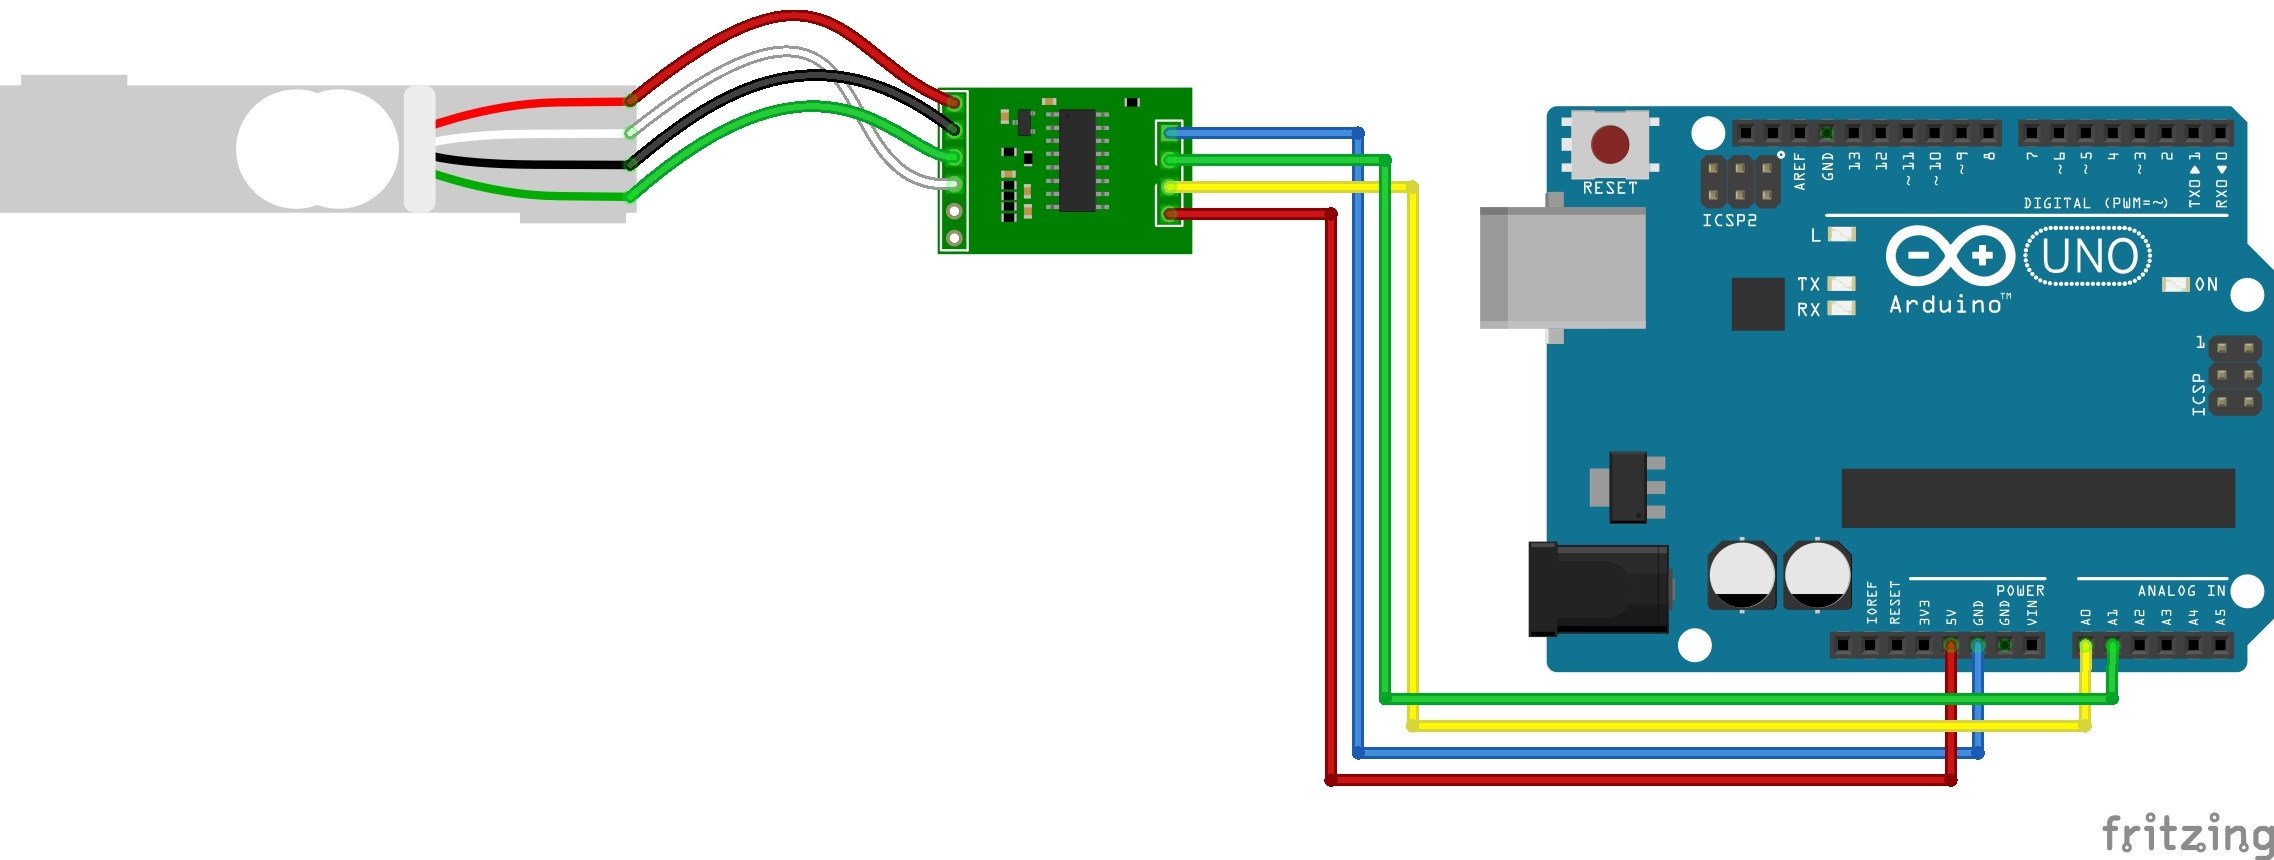 RESET
ICSP2
AREF
GND
13
12
~11
~10
~9
8
7
~6
~5
4
~3
2
TX0▶1
RX0◀0
DIGITAL (PWM=~)
L
TX
RX
UNO
Arduino™
ON
1
ICSP
POWER
ANALOG IN
IOREF
RESET
3V3
5V
GND
GND
VIN
A0
A1
A2
A3
A4
A5
fritzing